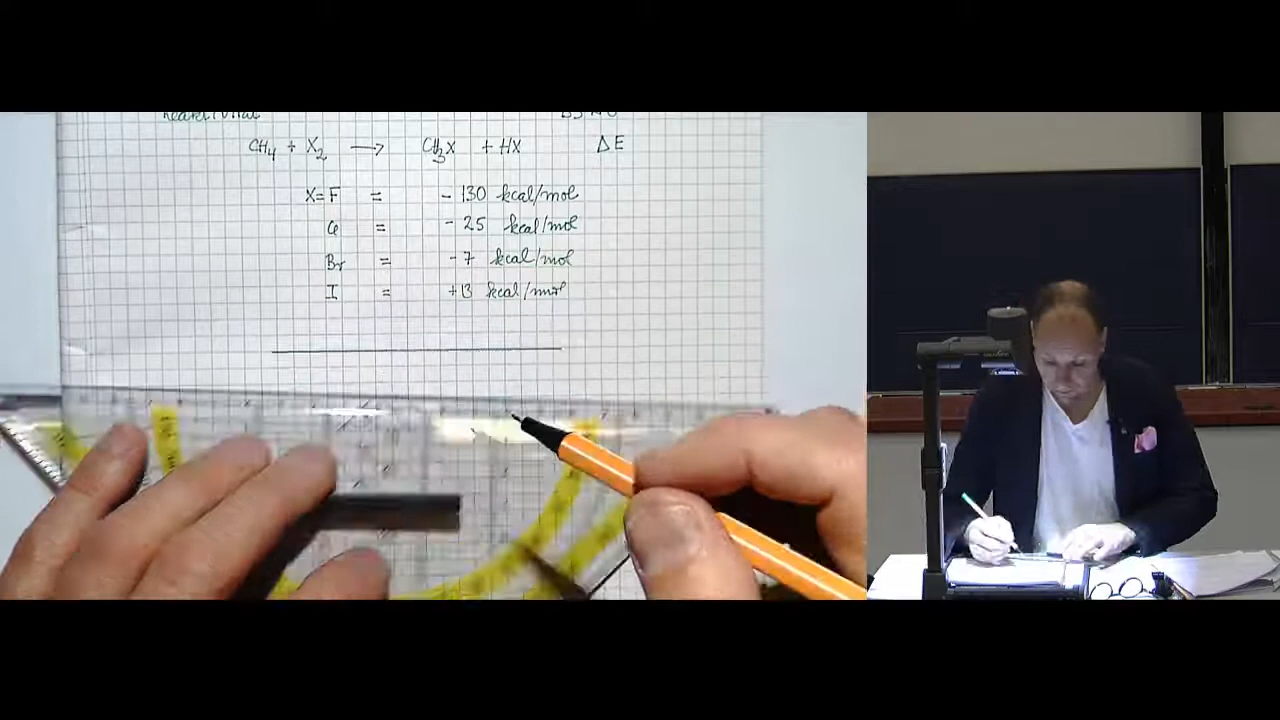 CH4 + X2 → CH3X + HX ΔE
X = F = - 130 kcal/mol
Cl = - 25 kcal/mol
Br = - 7 kcal/mol
I = + 13 kcal/mol